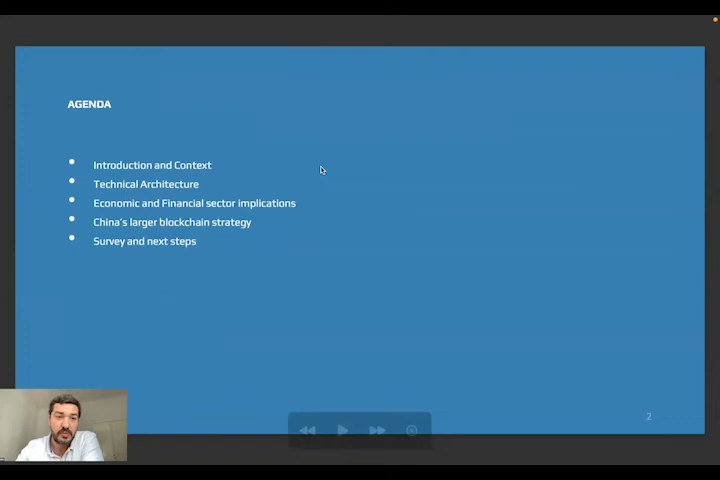 AGENDA
Introduction and Context
Technical Architecture
Economic and Financial sector implications
China's larger blockchain strategy
Survey and next steps
2